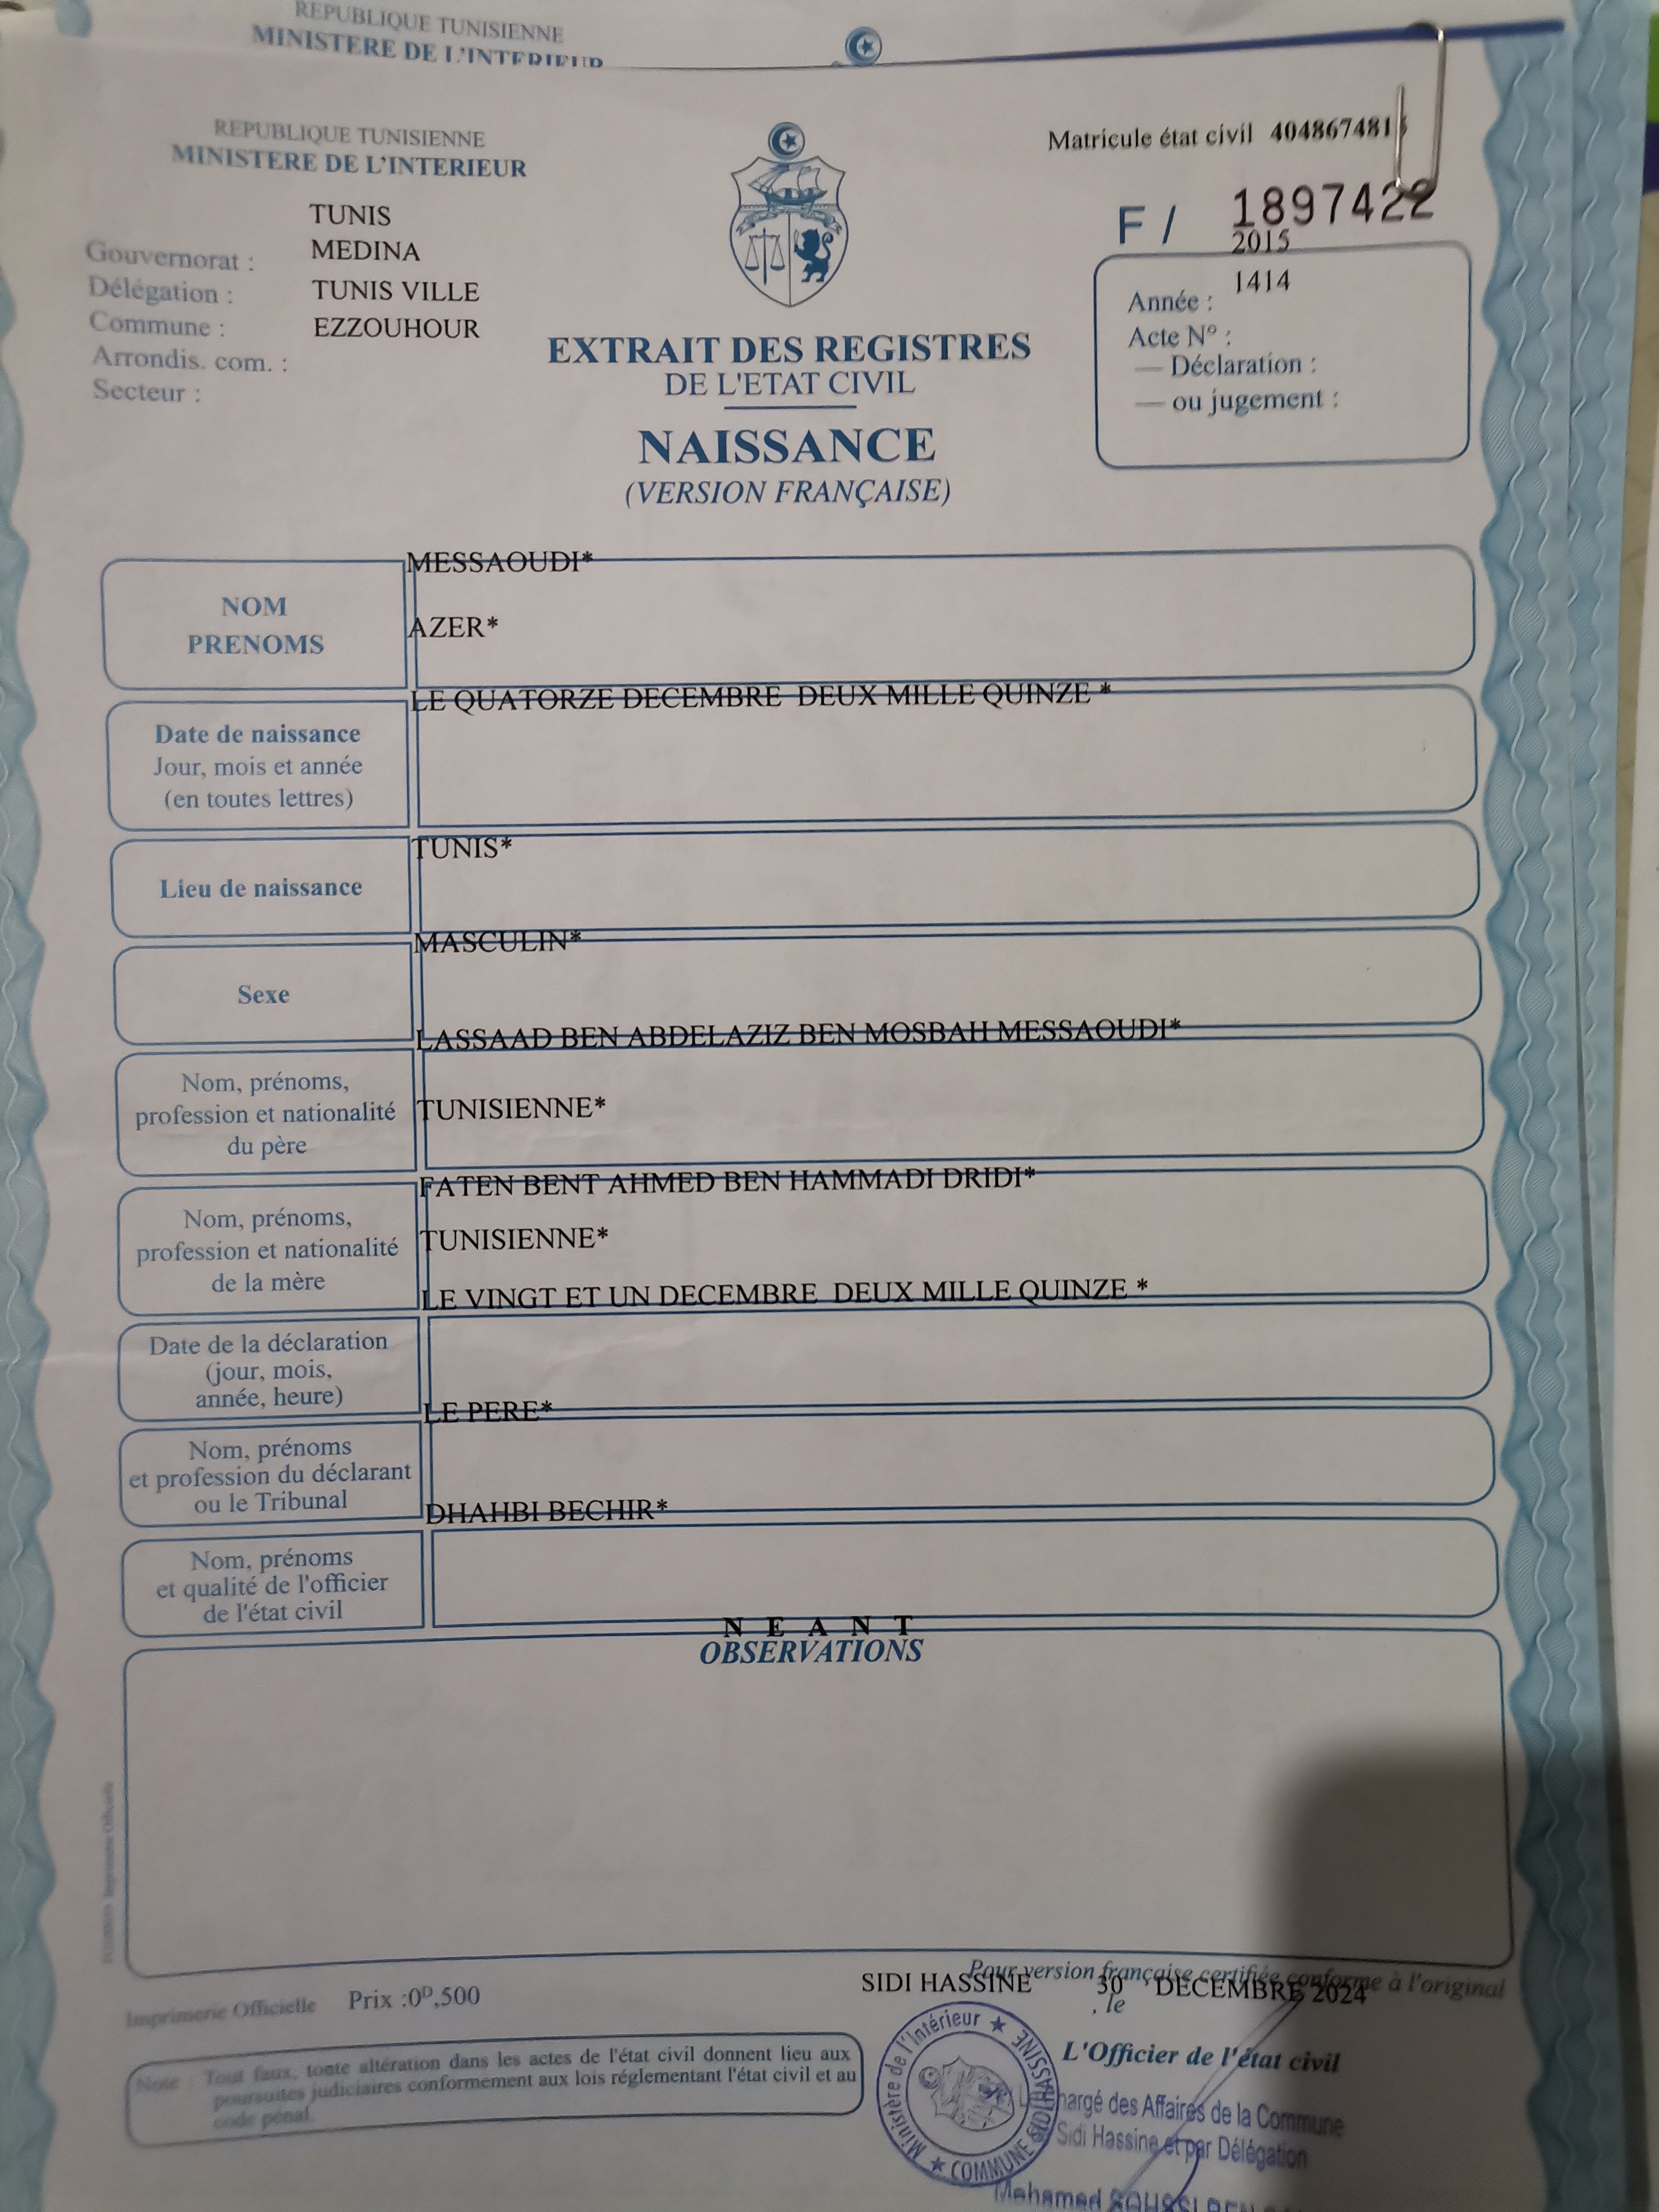 REPUBLIQUE TUNISIENNE
MINISTERE DE L'INTERIEUR
REPUBLIQUE TUNISIENNE
MINISTERE DE L'INTERIEUR
Matricule état civil 404867481
F / 1897422
TUNIS
MEDINA
TUNIS VILLE
EZZOUHOUR
Gouvernorat :
Délégation :
Commune :
Arrondis. com. :
Secteur :
2015
1414
Année :
Acte N° :
— Déclaration :
— ou jugement :
EXTRAIT DES REGISTRES
DE L'ETAT CIVIL
NAISSANCE
(VERSION FRANÇAISE)
NOM
PRENOMS
MESSAOUDI*
AZER*
Date de naissance
Jour, mois et année
(en toutes lettres)
LE QUATORZE DECEMBRE DEUX MILLE QUINZE *
Lieu de naissance
TUNIS*
Sexe
MASCULIN*
Nom, prénoms,
profession et nationalité
du père
LASSAAD BEN ABDELAZIZ BEN MOSBAH MESSAOUDI*
TUNISIENNE*
Nom, prénoms,
profession et nationalité
de la mère
FATEN BENT AHMED BEN HAMMADI DRIDI*
TUNISIENNE*
Date de la déclaration
(jour, mois,
année, heure)
LE VINGT ET UN DECEMBRE DEUX MILLE QUINZE *
Nom, prénoms
et profession du déclarant
ou le Tribunal
LE PERE*
Nom, prénoms
et qualité de l'officier
de l'état civil
DHAHBI BECHIR*
N E A N T
OBSERVATIONS
Imprimerie Officielle
Pour version française certifiée conforme à l'original
SIDI HASSINE 30 DECEMBRE 2024
, le
Imprimerie Officielle Prix :0D,500
L'Officier de l'état civil
Note : Tout faux, toute altération dans les actes de l'état civil donnent lieu aux
poursuites judiciaires conformement aux lois réglementant l'état civil et au
code pénal.
Ministère de l'Intérieur ★ COMMUNE SIDI HASSINE ★
Chargé des Affaires de la Commune
Sidi Hassine et par Délégation
Mohamed SOUSSI BEN